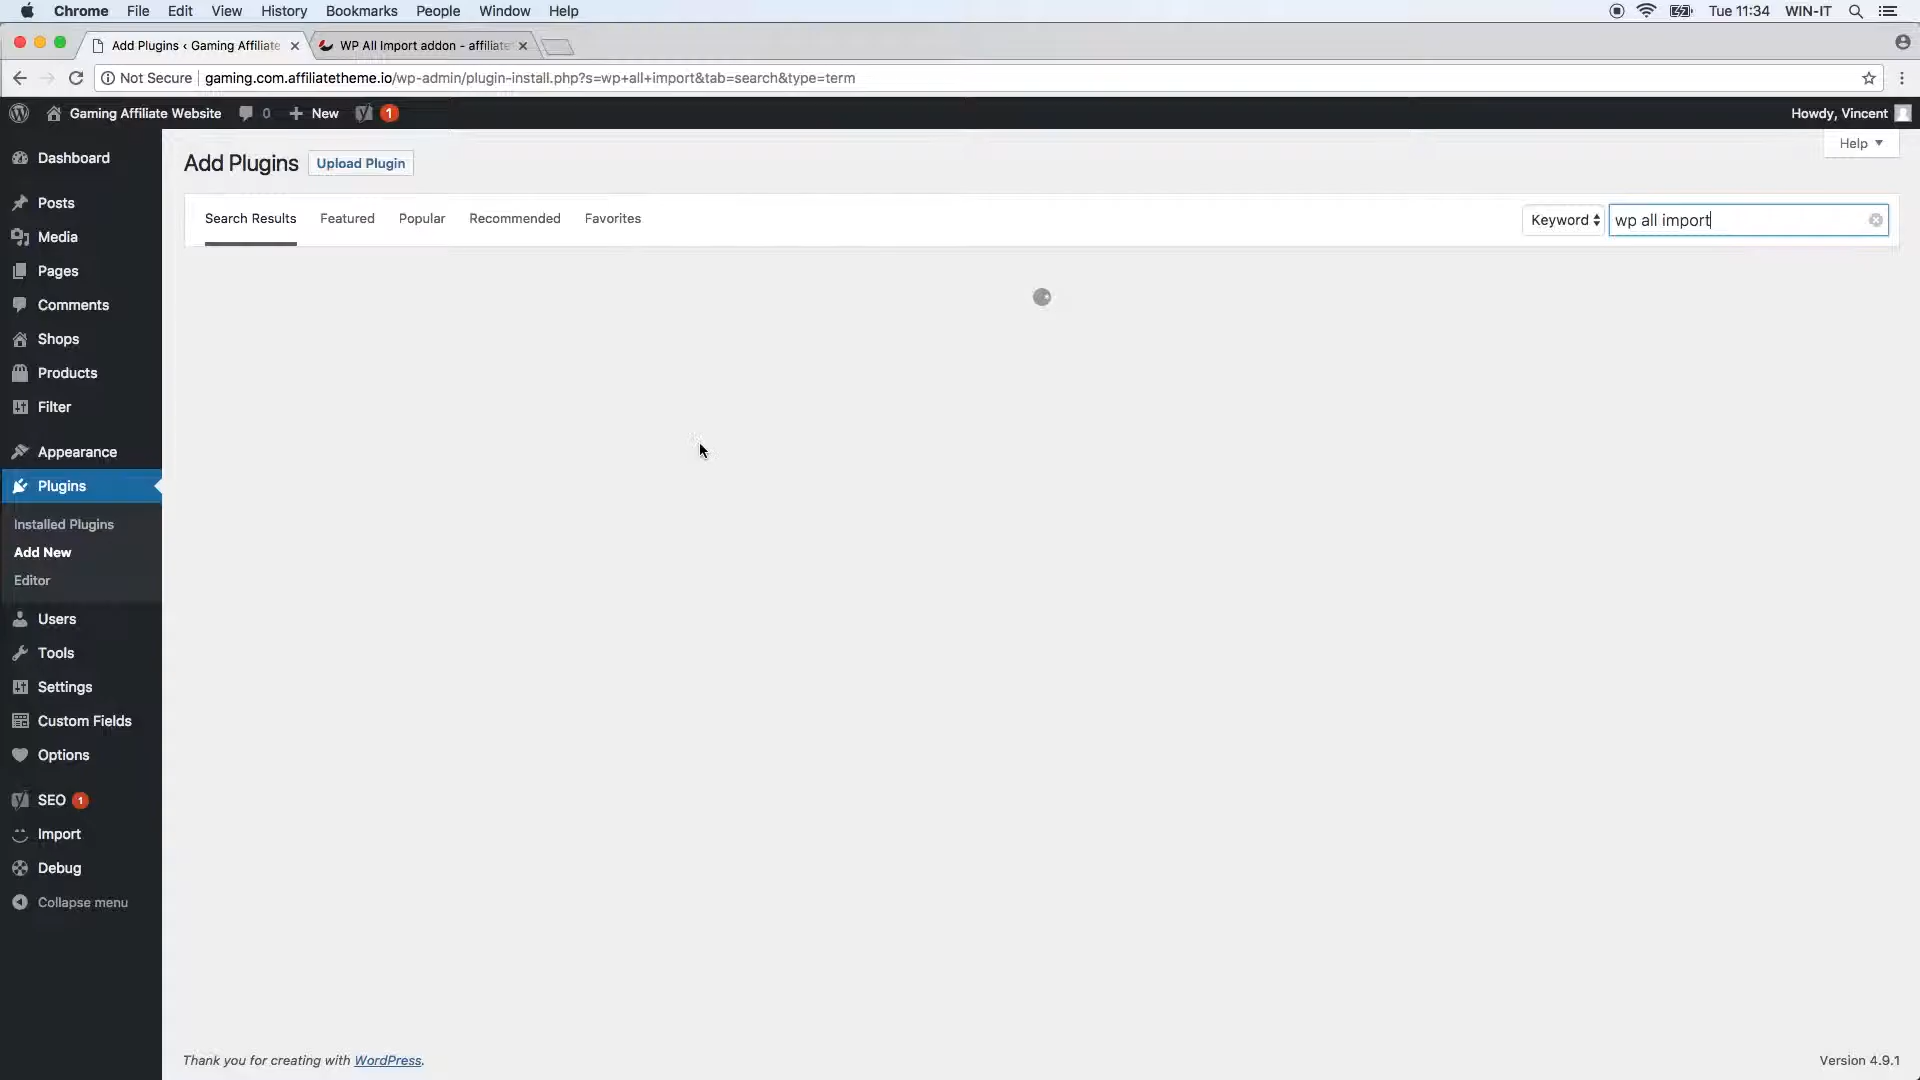 Chrome File Edit View History Bookmarks People Window Help Tue 11:34 WIN-IT
Add Plugins ‹ Gaming Affiliate WP All Import addon - affiliate
Not Secure gaming.com.affiliatetheme.io/wp-admin/plugin-install.php?s=wp+all+import&tab=search&type=term
Gaming Affiliate Website 0 + New 1 Howdy, Vincent
Help
Add Plugins Upload Plugin
Search Results Featured Popular Recommended Favorites Keyword wp all import
Dashboard
Posts
Media
Pages
Comments
Shops
Products
Filter
Appearance
Plugins
Installed Plugins
Add New
Editor
Users
Tools
Settings
Custom Fields
Options
SEO 1
Import
Debug
Collapse menu
Thank you for creating with WordPress. Version 4.9.1